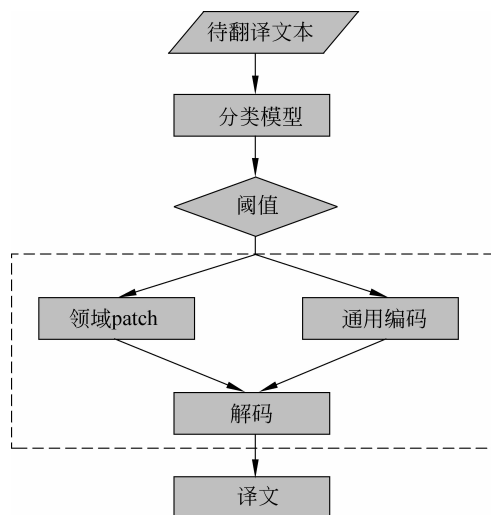 待翻译文本
分类模型
阈值
领域patch
通用编码
解码
译文